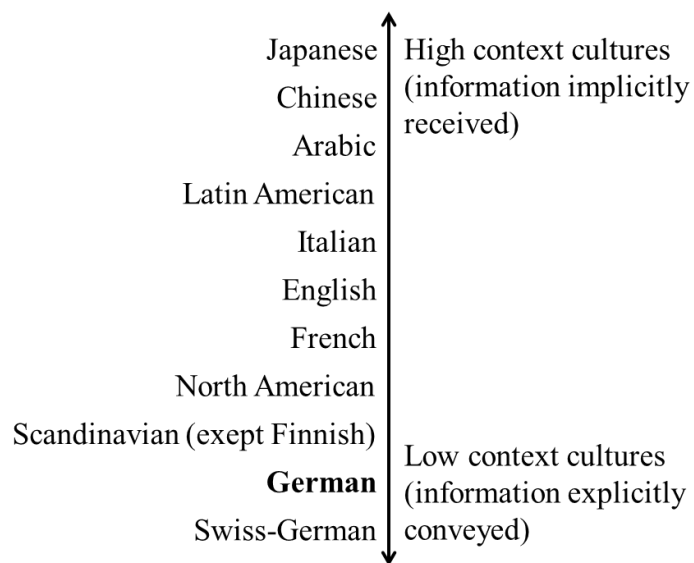 Japanese
Chinese
Arabic
Latin American
Italian
English
French
North American
Scandinavian (exept Finnish)
German
Swiss-German
High context cultures
(information implicitly
received)
Low context cultures
(information explicitly
conveyed)